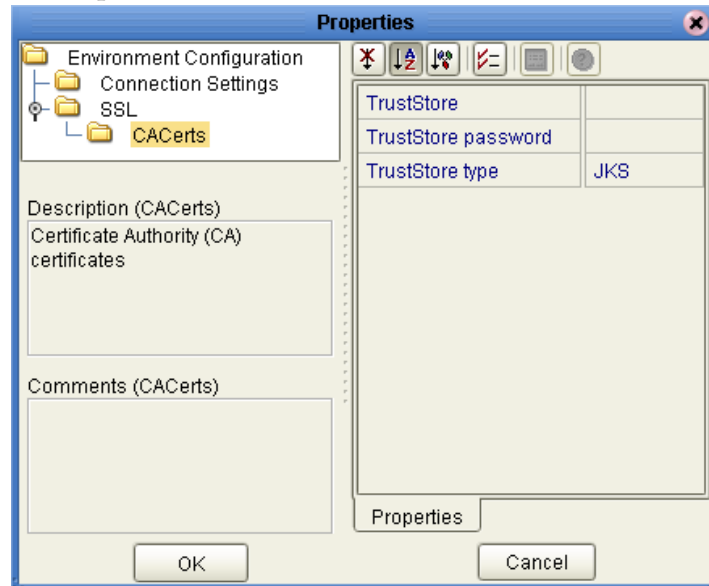 Properties
Environment Configuration
Connection Settings
SSL
CACerts
Description (CACerts)
Certificate Authority (CA)
certificates
Comments (CACerts)
TrustStore
TrustStore password
TrustStore type JKS
Properties
OK
Cancel